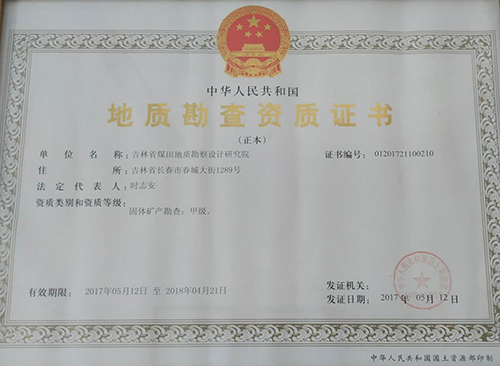 中华人民共和国
地质勘查资质证书
(正本)
单位名称：吉林省煤田地质勘察设计研究院
证书编号：01201721100210
住所：吉林省长春市春城大街1289号
法定代表人：时志安
资质类别和资质等级：
固体矿产勘查：甲级。
有效期限：2017年05月12日 至 2018年04月21日
发证机关：
发证日期：2017年05月12日
中华人民共和国国土资源部印制